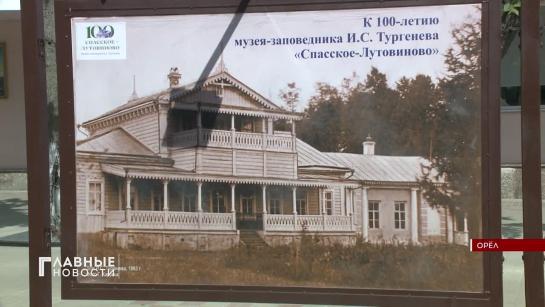 К 100-летию
музея-заповедника И.С. Тургенева
«Спасское-Лутовиново»
100
СПАССКОЕ-
ЛУТОВИНОВО
ОРЁЛ
ГЛАВНЫЕ
НОВОСТИ